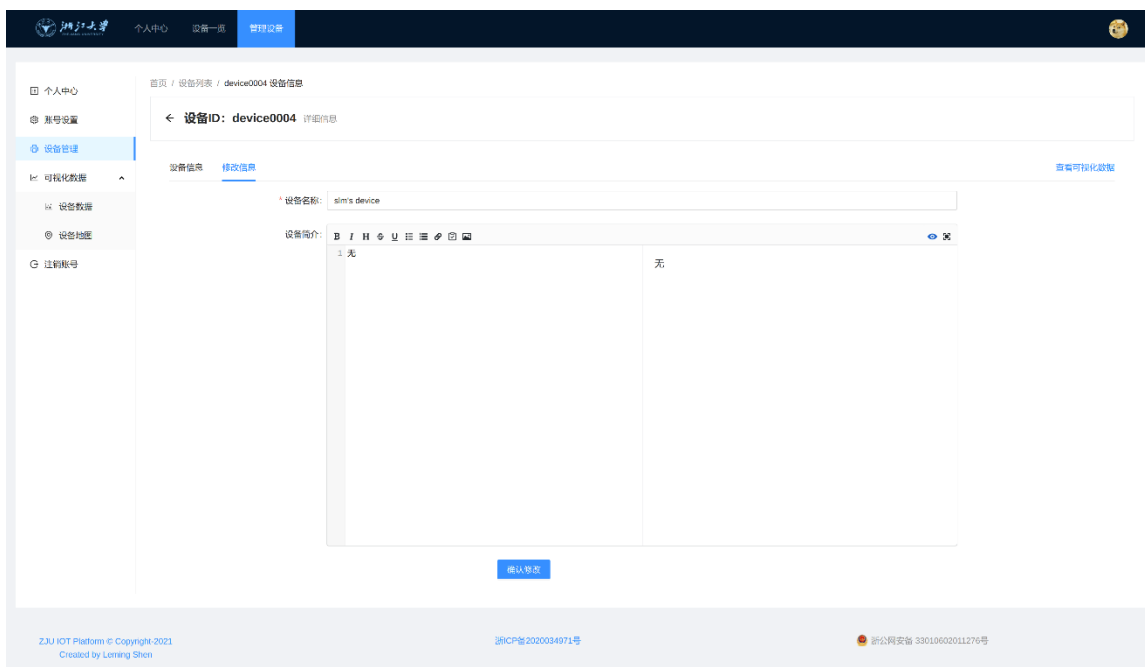 浙江大学
个人中心 设备一览 管理设备
个人中心
账号设置
设备管理
可视化数据
设备数据
设备地图
注销账号
首页 / 设备列表 / device0004 设备信息
设备ID: device0004 详细信息
设备信息 修改信息 查看可视化数据
* 设备名称: slm's device
设备简介: B I H S U
1 无
无
确认修改
ZJU IOT Platform © Copyright-2021
Created by Leming Shen
浙ICP备2020034971号
浙公网安备 33010602011276号